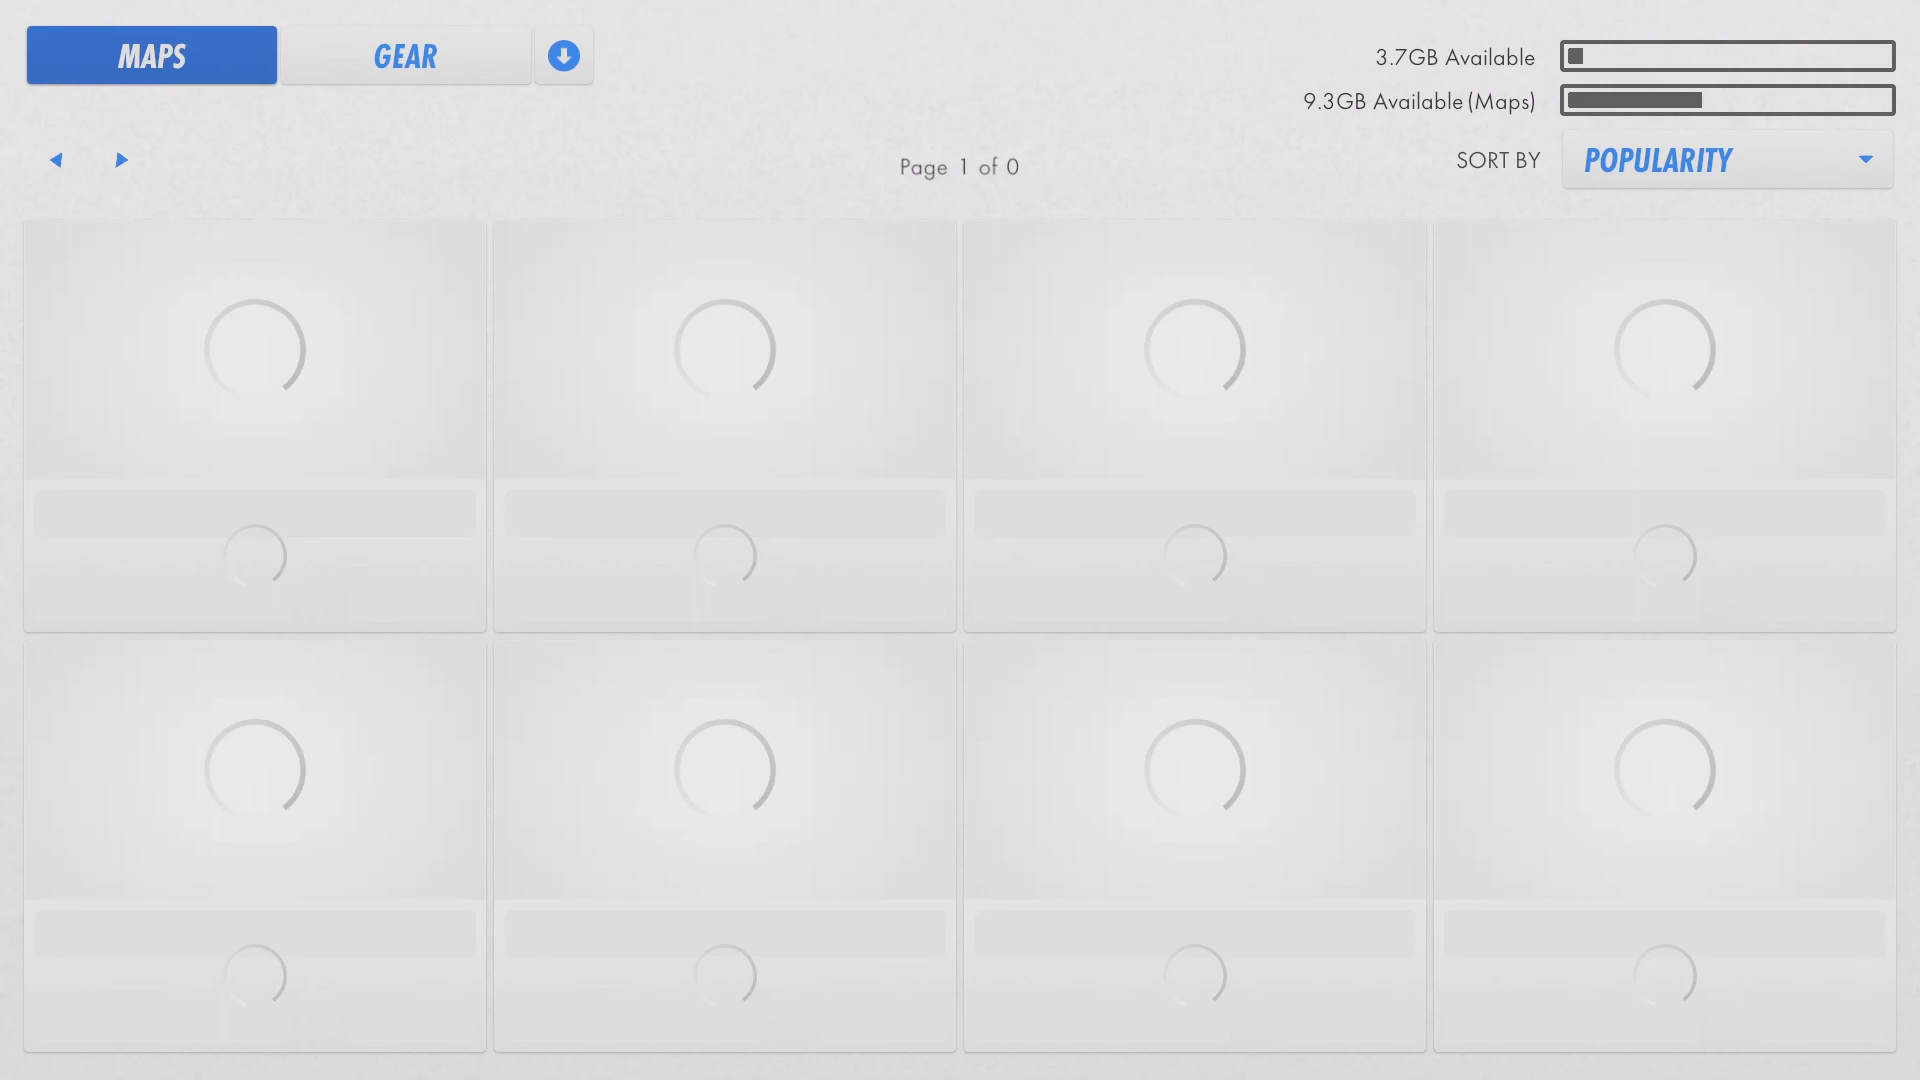 MAPS
GEAR
3.7GB Available
9.3GB Available (Maps)
Page 1 of 0
SORT BY
POPULARITY